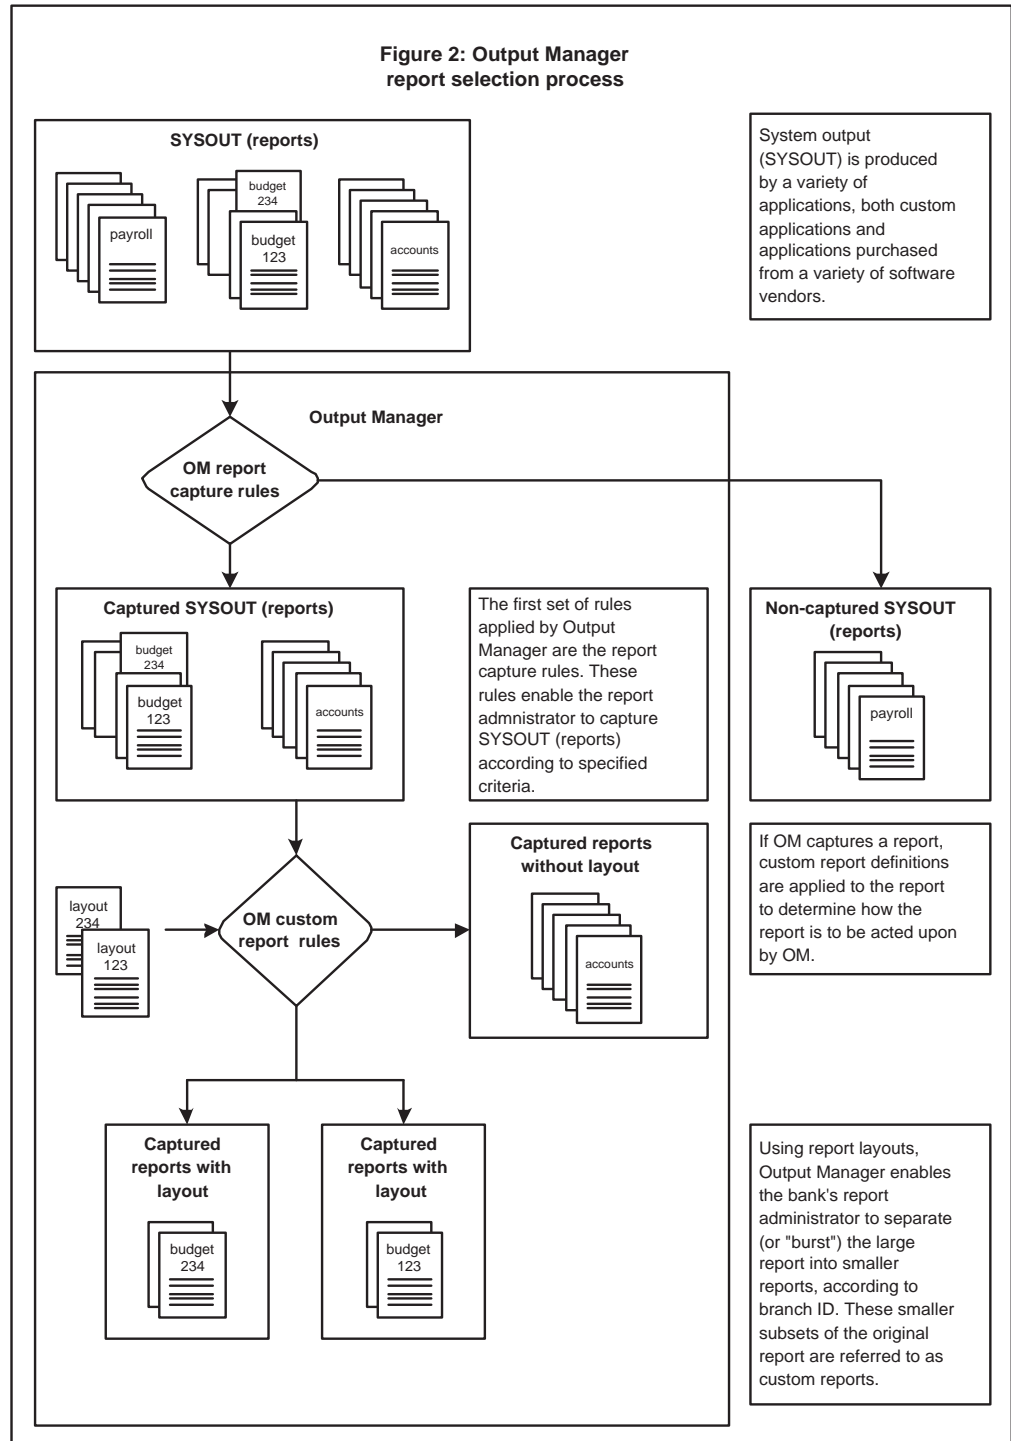 Figure 2: Output Manager
report selection process
SYSOUT (reports)
payroll
budget
234
budget
123
accounts
System output
(SYSOUT) is produced
by a variety of
applications, both custom
applications and
applications purchased
from a variety of software
vendors.
Output Manager
OM report
capture rules
Captured SYSOUT (reports)
budget
234
budget
123
accounts
The first set of rules
applied by Output
Manager are the report
capture rules. These
rules enable the report
admnistrator to capture
SYSOUT (reports)
according to specified
criteria.
Non-captured SYSOUT
(reports)
payroll
layout
234
layout
123
OM custom
report rules
Captured reports
without layout
accounts
If OM captures a report,
custom report definitions
are applied to the report
to determine how the
report is to be acted upon
by OM.
Captured
reports with
layout
budget
234
Captured
reports with
layout
budget
123
Using report layouts,
Output Manager enables
the bank's report
administrator to separate
(or "burst") the large
report into smaller
reports, according to
branch ID. These smaller
subsets of the original
report are referred to as
custom reports.